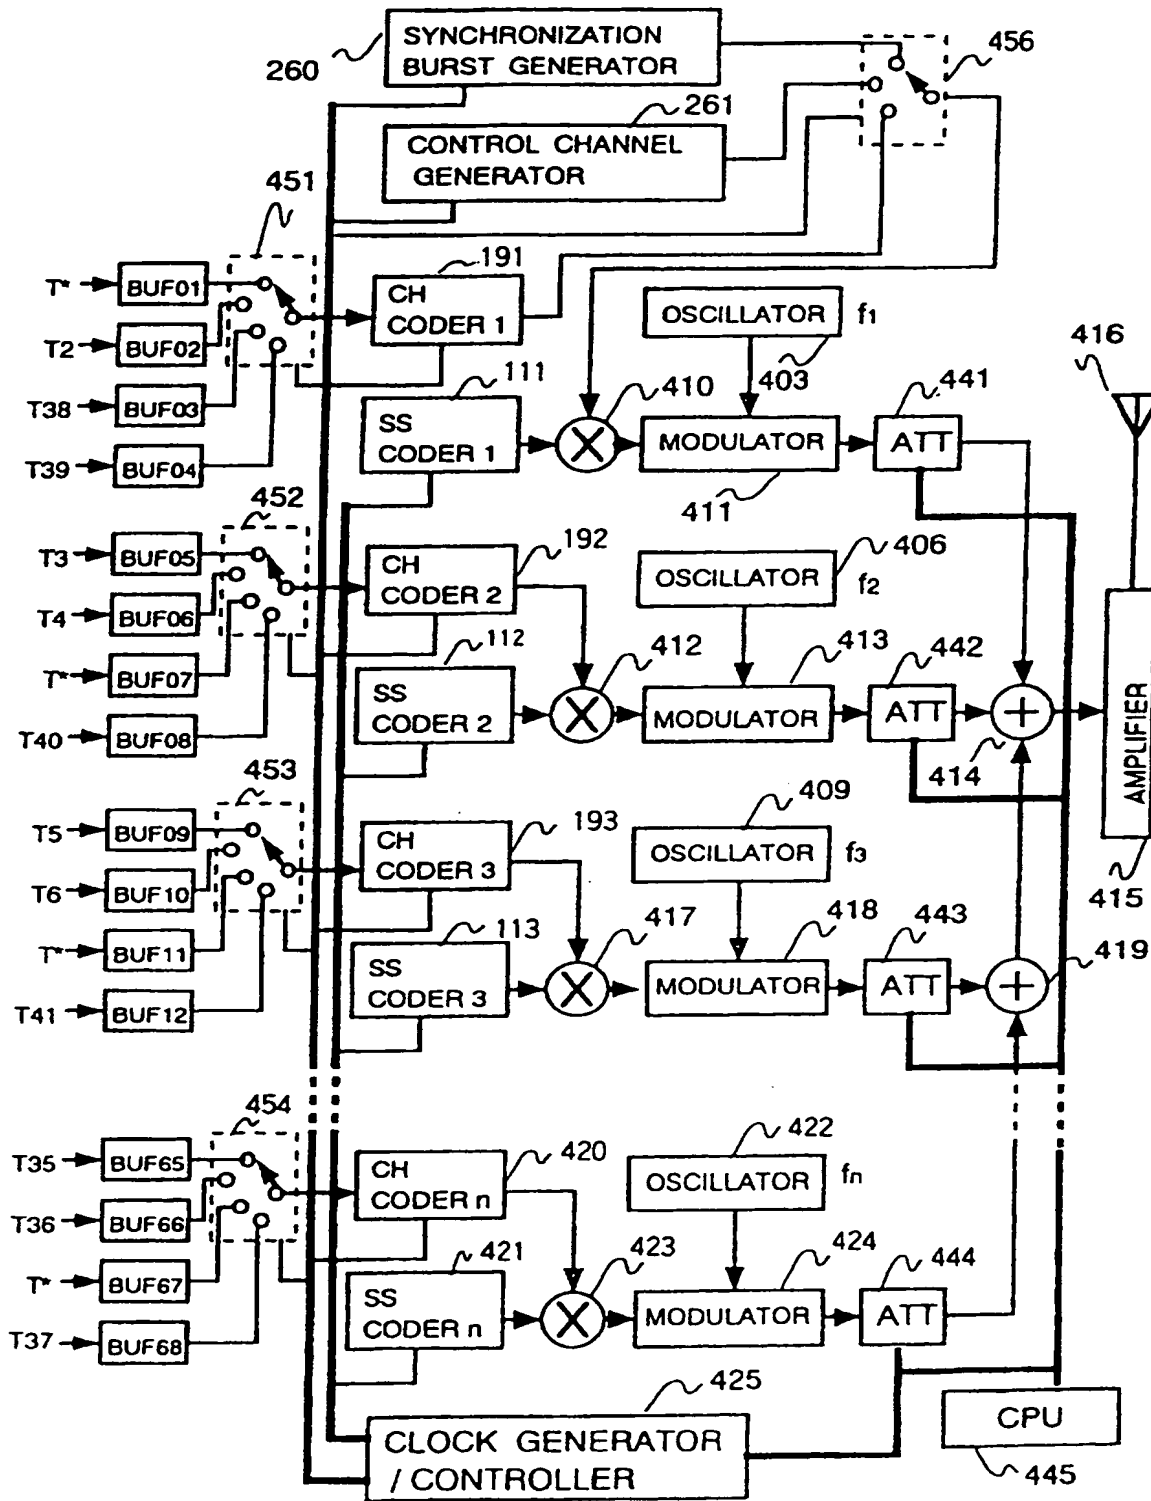 SYNCHRONIZATION
BURST GENERATOR
260
456
261
CONTROL CHANNEL
GENERATOR
451
191
T* BUF01
CH
CODER 1
OSCILLATOR f1
T2 BUF02
416
111
410
403
441
T38 BUF03
SS
CODER 1
MODULATOR
ATT
T39 BUF04
411
452
192
406
T3 BUF05
CH
CODER 2
OSCILLATOR
f2
T4 BUF06
112
412
413
442
T* BUF07
SS
CODER 2
MODULATOR
ATT
AMPLIFIER
T40 BUF08
414
453
409
193
T5 BUF09
CH
CODER 3
OSCILLATOR
f3
T6 BUF10
415
113
417
418
443
T* BUF11
419
SS
CODER 3
MODULATOR
ATT
T41 BUF12
454
422
420
T35 BUF65
CH
CODER n
OSCILLATOR fn
T36 BUF66
421
423
424
444
T* BUF67
SS
CODER n
MODULATOR
ATT
T37 BUF68
425
CPU
CLOCK GENERATOR
/ CONTROLLER
445